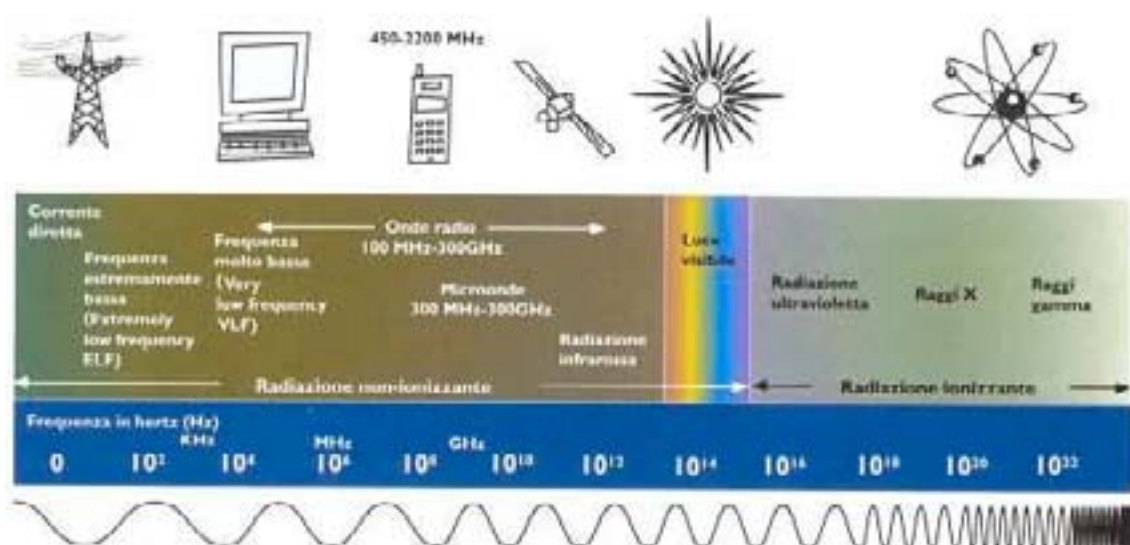 450-2200 MHz
Corrente
diretta
Frequenza
estremamente
bassa
(Extremely
low frequency
ELF)
Frequenza
molto bassa
(Very
low frequency
VLF)
Onde radio
100 MHz-300GHz
Micronde
300 MHz-300GHz
Radiazione
infrarossa
Luce
visibile
Radiazione
ultravioletta
Raggi X
Raggi
gamma
Radiazione non-ionizzante
Radiazione ionizzante
Frequenza in hertz (Hz)
KHz MHz GHz
0 10² 10⁴ 10⁶ 10⁸ 10¹⁰ 10¹² 10¹⁴ 10¹⁶ 10¹⁸ 10²⁰ 10²²